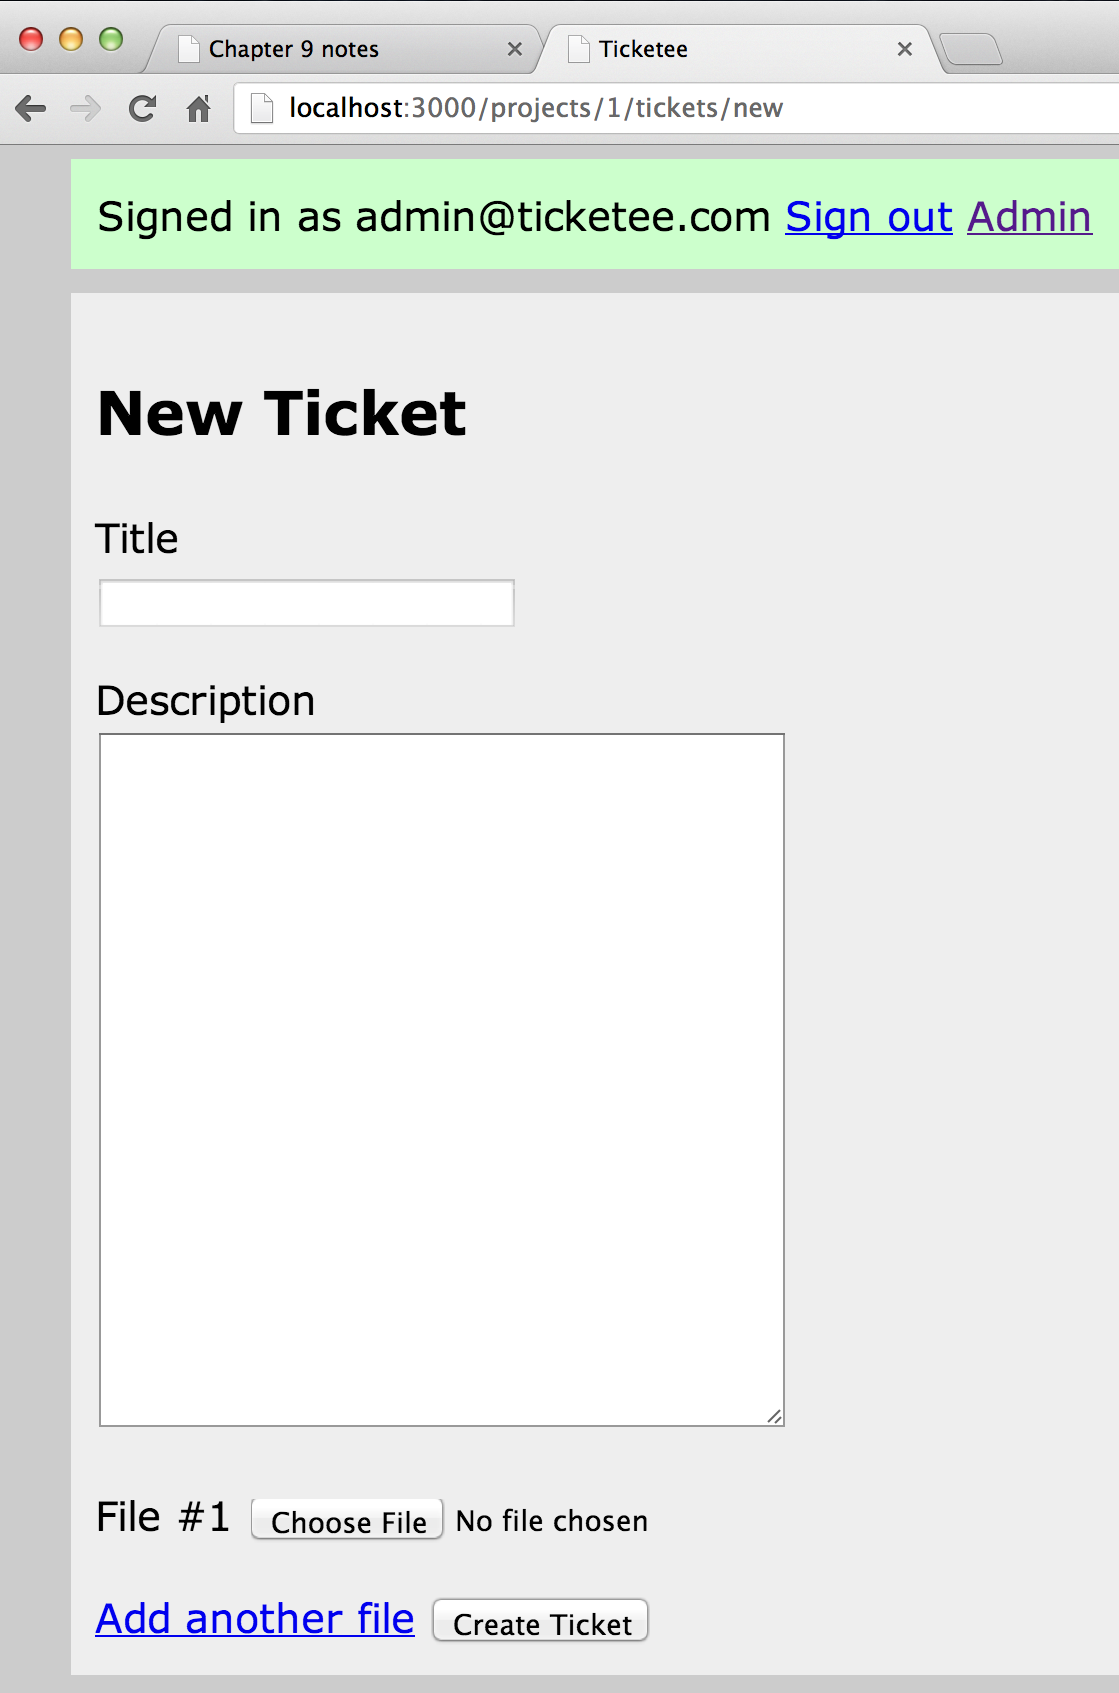 Chapter 9 notes
Ticketee
localhost:3000/projects/1/tickets/new
Signed in as admin@ticketee.com Sign out Admin
New Ticket
Title
Description
File #1 Choose File No file chosen
Add another file Create Ticket